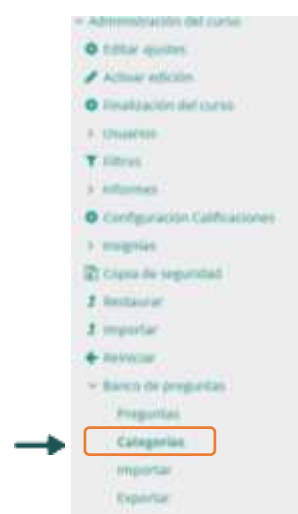 Administración del curso
Editar ajustes
Activar edición
Finalización del curso
Usuarios
Filtros
Informes
Configuración Calificaciones
Insignias
Copia de seguridad
Restaurar
Importar
Reiniciar
Banco de preguntas
Preguntas
Categorías
Importar
Exportar